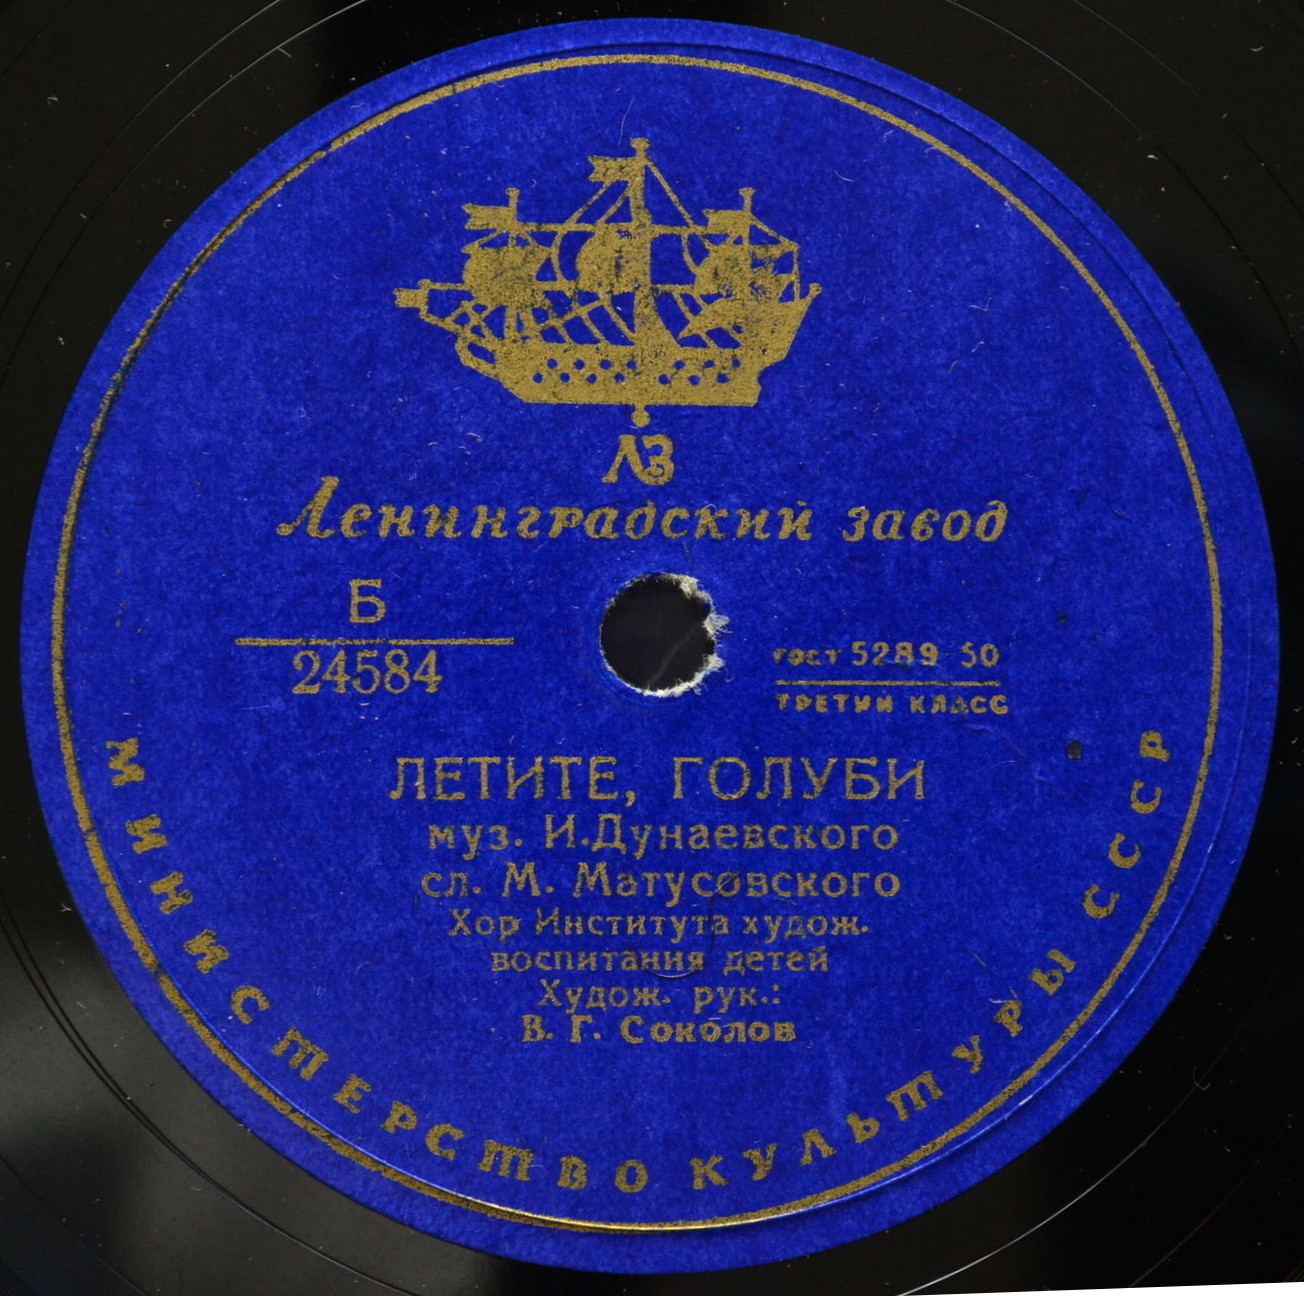 ЛЗ
Ленинградский завод
Б
24584
гост 5289 50
ТРЕТИЙ КЛАСС
ЛЕТИТЕ, ГОЛУБИ
муз. И.Дунаевского
сл. М. Матусовского
Хор Института худож.
воспитания детей
Худож. рук.:
В. Г. Соколов
МИНИСТЕРСТВО КУЛЬТУРЫ СССР